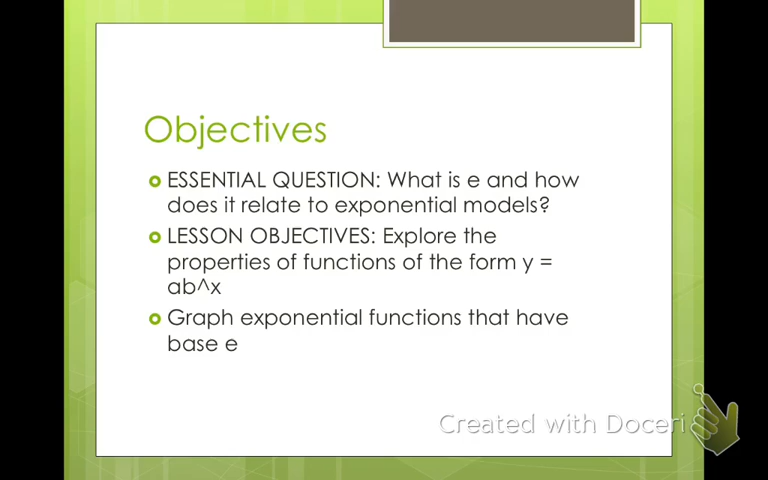 Objectives
ESSENTIAL QUESTION: What is e and how
does it relate to exponential models?
LESSON OBJECTIVES: Explore the
properties of functions of the form y =
ab^x
Graph exponential functions that have
base e
Created with Doceri